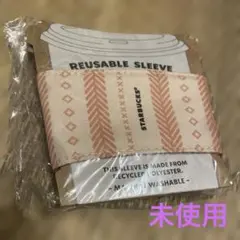 REUSABLE SLEEVE
STARBUCKS®
THIS SLEEVE IS MADE FROM
RECYCLED POLYESTER.
- MACHINE WASHABLE -
未使用